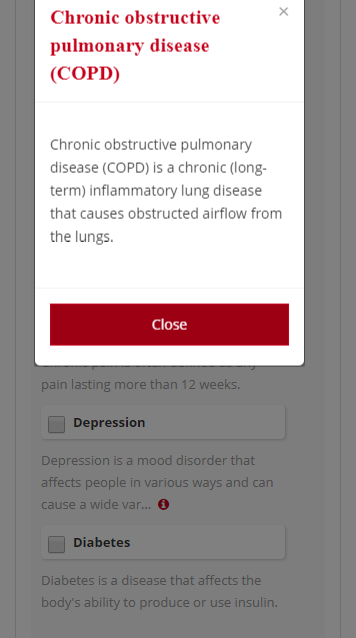 Chronic obstructive
pulmonary disease
(COPD)
×
Chronic obstructive pulmonary
disease (COPD) is a chronic (long-
term) inflammatory lung disease
that causes obstructed airflow from
the lungs.
Close
pain lasting more than 12 weeks.
Depression
Depression is a mood disorder that
affects people in various ways and can
cause a wide var...
Diabetes
Diabetes is a disease that affects the
body's ability to produce or use insulin.